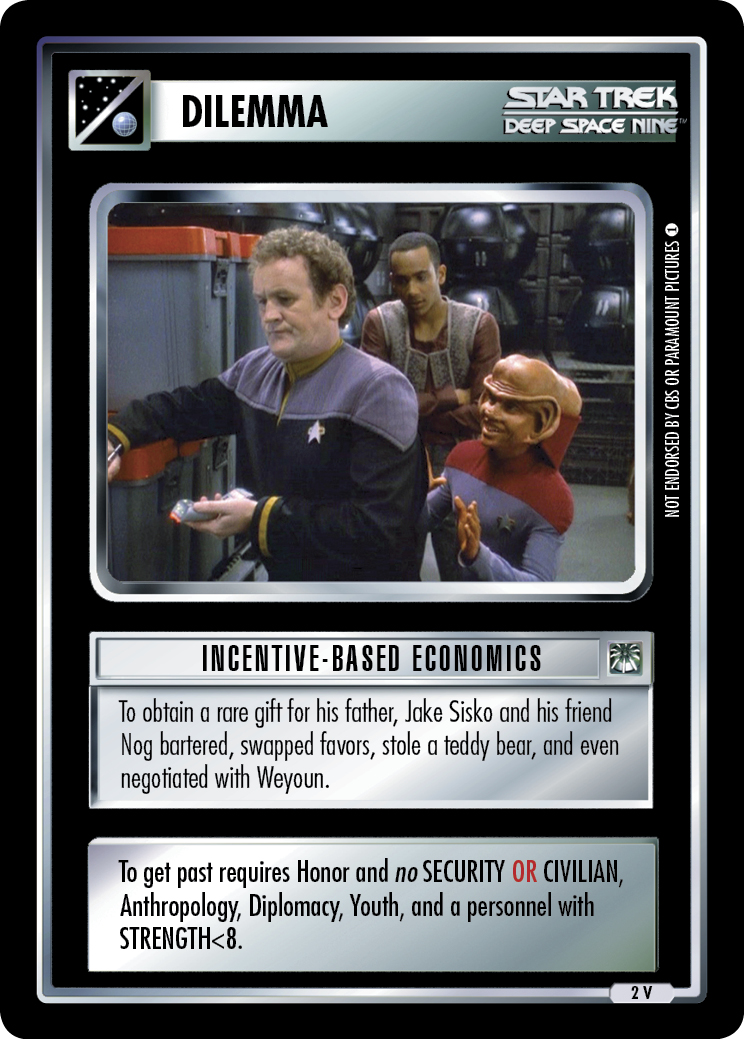 DILEMMA
STAR TREK
DEEP SPACE NINE™
NOT ENDORSED BY CBS OR PARAMOUNT PICTURES 1
INCENTIVE-BASED ECONOMICS
To obtain a rare gift for his father, Jake Sisko and his friend
Nog bartered, swapped favors, stole a teddy bear, and even
negotiated with Weyoun.
To get past requires Honor and no SECURITY OR CIVILIAN,
Anthropology, Diplomacy, Youth, and a personnel with
STRENGTH<8.
2 V